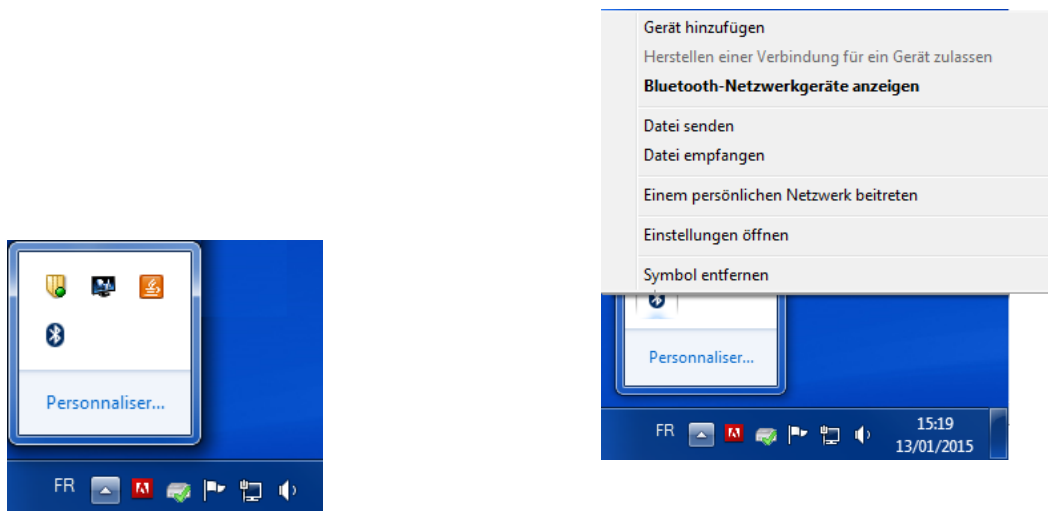 Personnaliser...
FR
Gerät hinzufügen
Herstellen einer Verbindung für ein Gerät zulassen
Bluetooth-Netzwerkgeräte anzeigen
Datei senden
Datei empfangen
Einem persönlichen Netzwerk beitreten
Einstellungen öffnen
Symbol entfernen
Personnaliser...
FR
15:19
13/01/2015